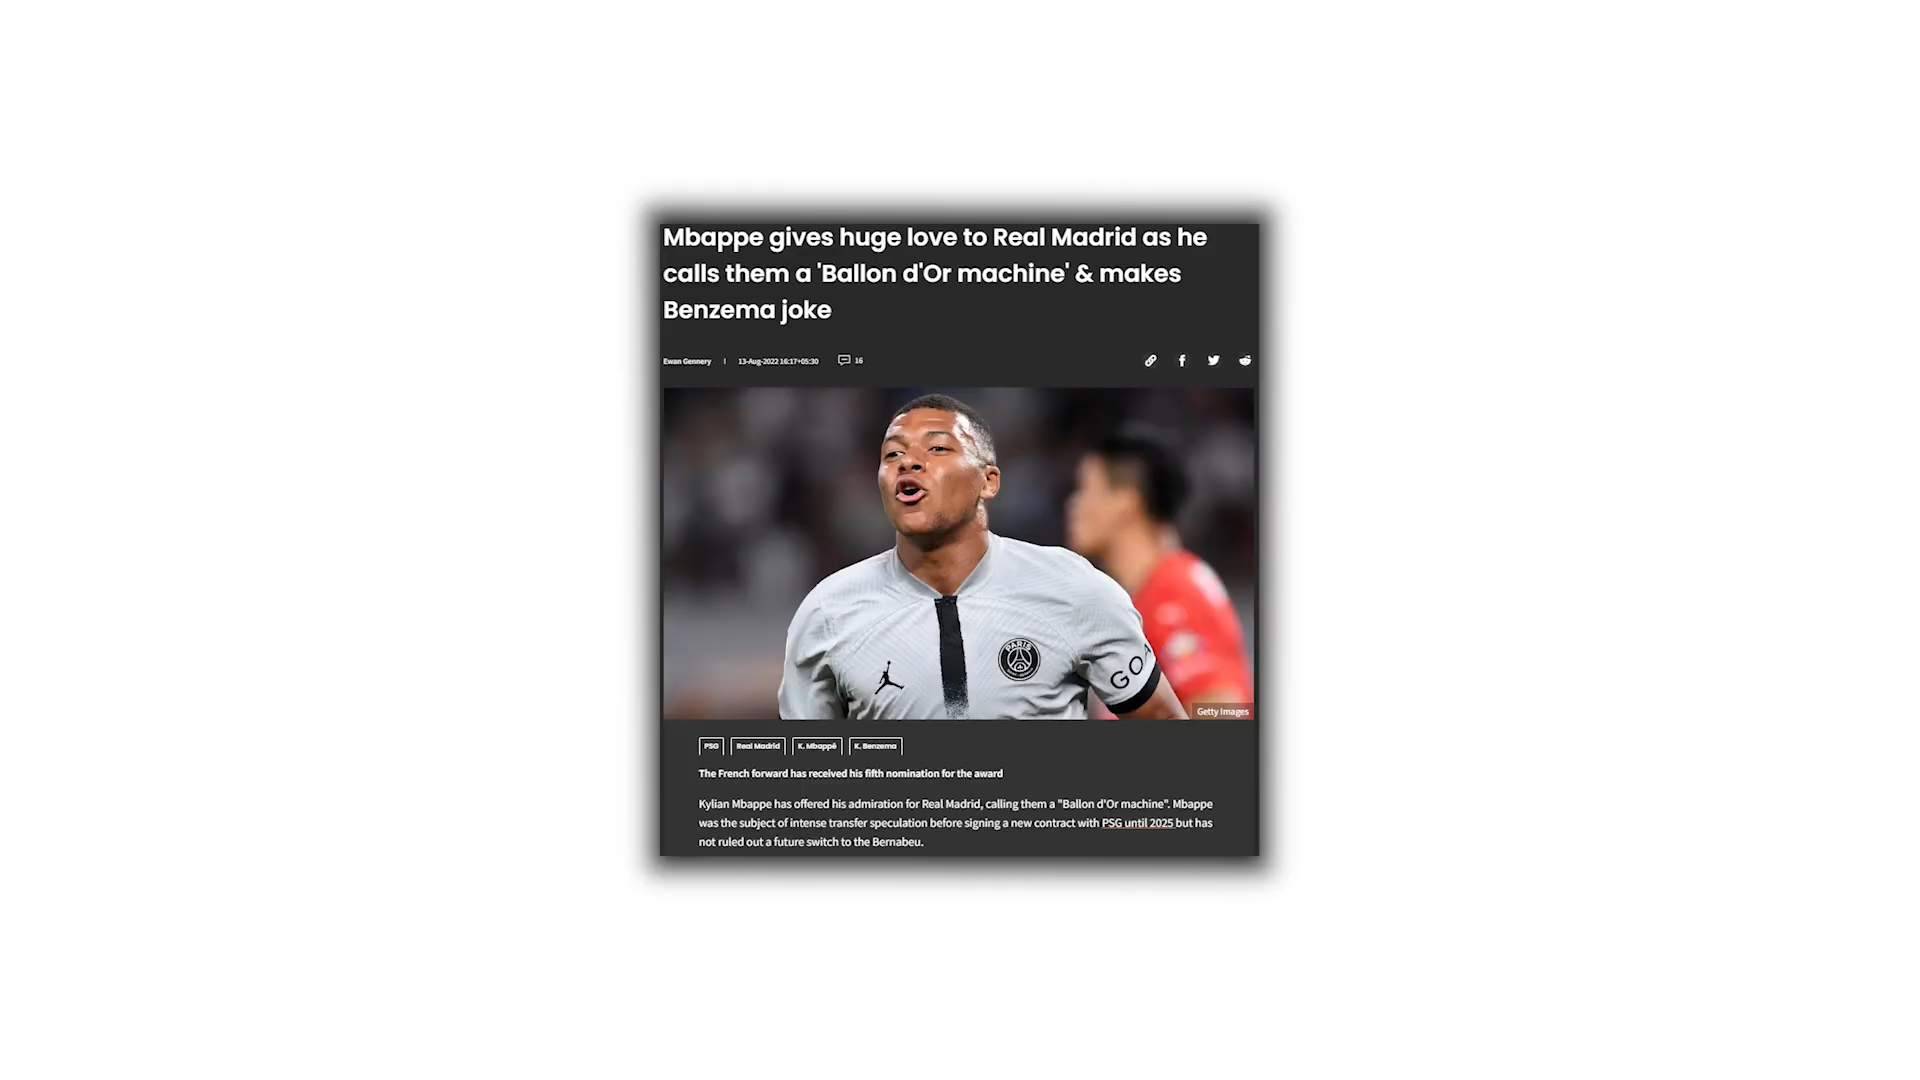 Mbappe gives huge love to Real Madrid as he
calls them a 'Ballon d'Or machine' & makes
Benzema joke
Ewan Gennery | 13-Aug-2022 16:17+05:30 16
PARIS
GOA
Getty Images
PSG Real Madrid K. Mbappé K. Benzema
The French forward has received his fifth nomination for the award
Kylian Mbappe has offered his admiration for Real Madrid, calling them a "Ballon d'Or machine". Mbappe
was the subject of intense transfer speculation before signing a new contract with PSG until 2025 but has
not ruled out a future switch to the Bernabeu.